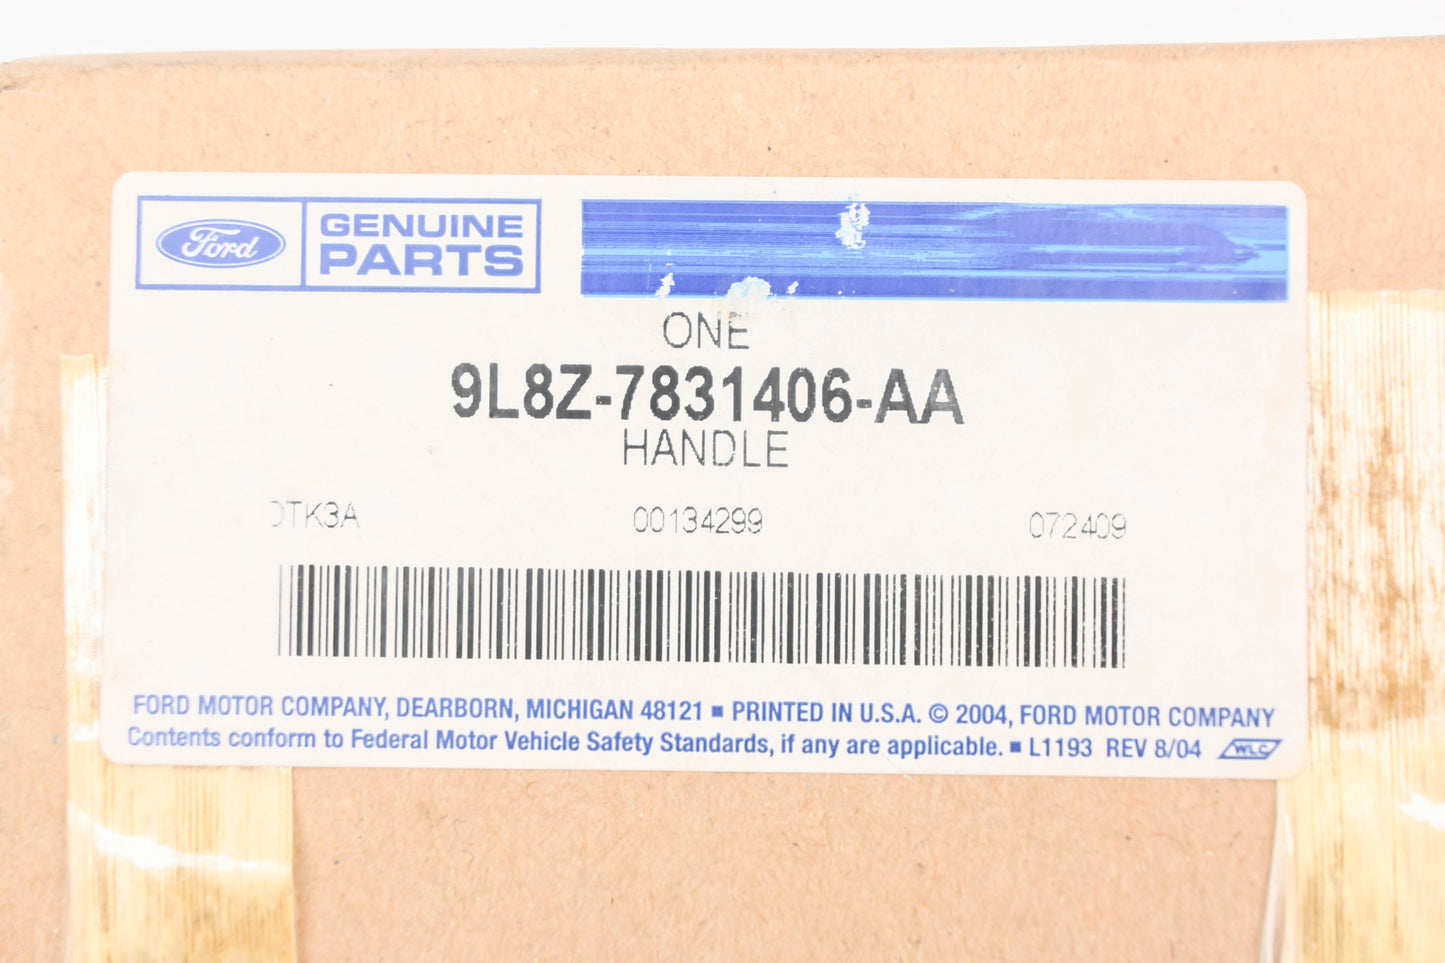 Ford
GENUINE
PARTS
ONE
9L8Z-7831406-AA
HANDLE
TK3A 00134299 072409
FORD MOTOR COMPANY, DEARBORN, MICHIGAN 48121 ▪ PRINTED IN U.S.A. © 2004, FORD MOTOR COMPANY
Contents conform to Federal Motor Vehicle Safety Standards, if any are applicable. ▪ L1193 REV 8/04 WLC